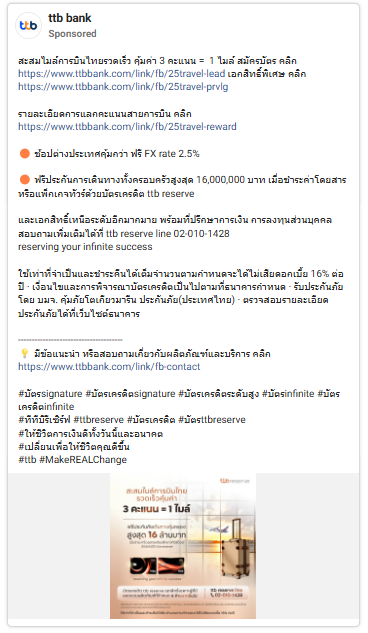 ttb bank
Sponsored
สะสมไมล์การบินไทยรวดเร็ว คุ้มค่า 3 คะแนน = 1 ไมล์ สมัครบัตร คลิก
https://www.ttbbank.com/link/fb/25travel-lead เอกสิทธิ์พิเศษ คลิก
https://www.ttbbank.com/link/fb/25travel-prvlg
รายละเอียดการแลกคะแนนสายการบิน คลิก
https://www.ttbbank.com/link/fb/25travel-reward
🟠 ช้อปต่างประเทศคุ้มกว่า ฟรี FX rate 2.5%
🟠 ฟรีประกันการเดินทางทั้งครอบครัวสูงสุด 16,000,000 บาท เมื่อชำระค่าโดยสาร
หรือแพ็กเกจทัวร์ด้วยบัตรเครดิต ttb reserve
และเอกสิทธิ์เหนือระดับอีกมากมาย พร้อมที่ปรึกษาการเงิน การลงทุนส่วนบุคคล
สอบถามเพิ่มเติมได้ที่ ttb reserve line 02-010-1428
reserving your infinite success
ใช้เท่าที่จำเป็นและชำระคืนได้เต็มจำนวนตามกำหนดจะได้ไม่เสียดอกเบี้ย 16% ต่อ
ปี · เงื่อนไขและการพิจารณาบัตรเครดิตเป็นไปตามที่ธนาคารกำหนด · รับประกันภัย
โดย บมจ. คุ้มภัยโตเกียวมารีน ประกันภัย(ประเทศไทย) · ตรวจสอบรายละเอียด
ประกันภัยได้ที่เว็บไซต์ธนาคาร
-----------------------------------
💡 มีข้อแนะนำ หรือสอบถามเกี่ยวกับผลิตภัณฑ์และบริการ คลิก
https://www.ttbbank.com/link/fb-contact
#บัตรsignature #บัตรเครดิตsignature #บัตรเครดิตระดับสูง #บัตรinfinite #บัตร
เครดิตinfinite
#ทีทีบีรีเซิร์ฟ #ttbreserve #บัตรเครดิต #บัตรttbreserve
#ให้ชีวิตการเงินดีทั้งวันนี้และอนาคต
#เปลี่ยนเพื่อให้ชีวิตคุณดีขึ้น
#ttb #MakeREALChange
ttb reserve
สะสมไมล์การบินไทย
รวดเร็วคุ้มค่า
3 คะแนน = 1 ไมล์
สูงสุด 16 ล้านบาท
ttb reserve line
02-010-1428